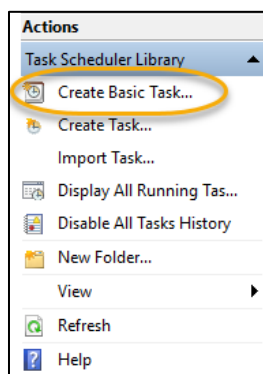 Actions
Task Scheduler Library
Create Basic Task...
Create Task...
Import Task...
Display All Running Tas...
Disable All Tasks History
New Folder...
View
Refresh
Help